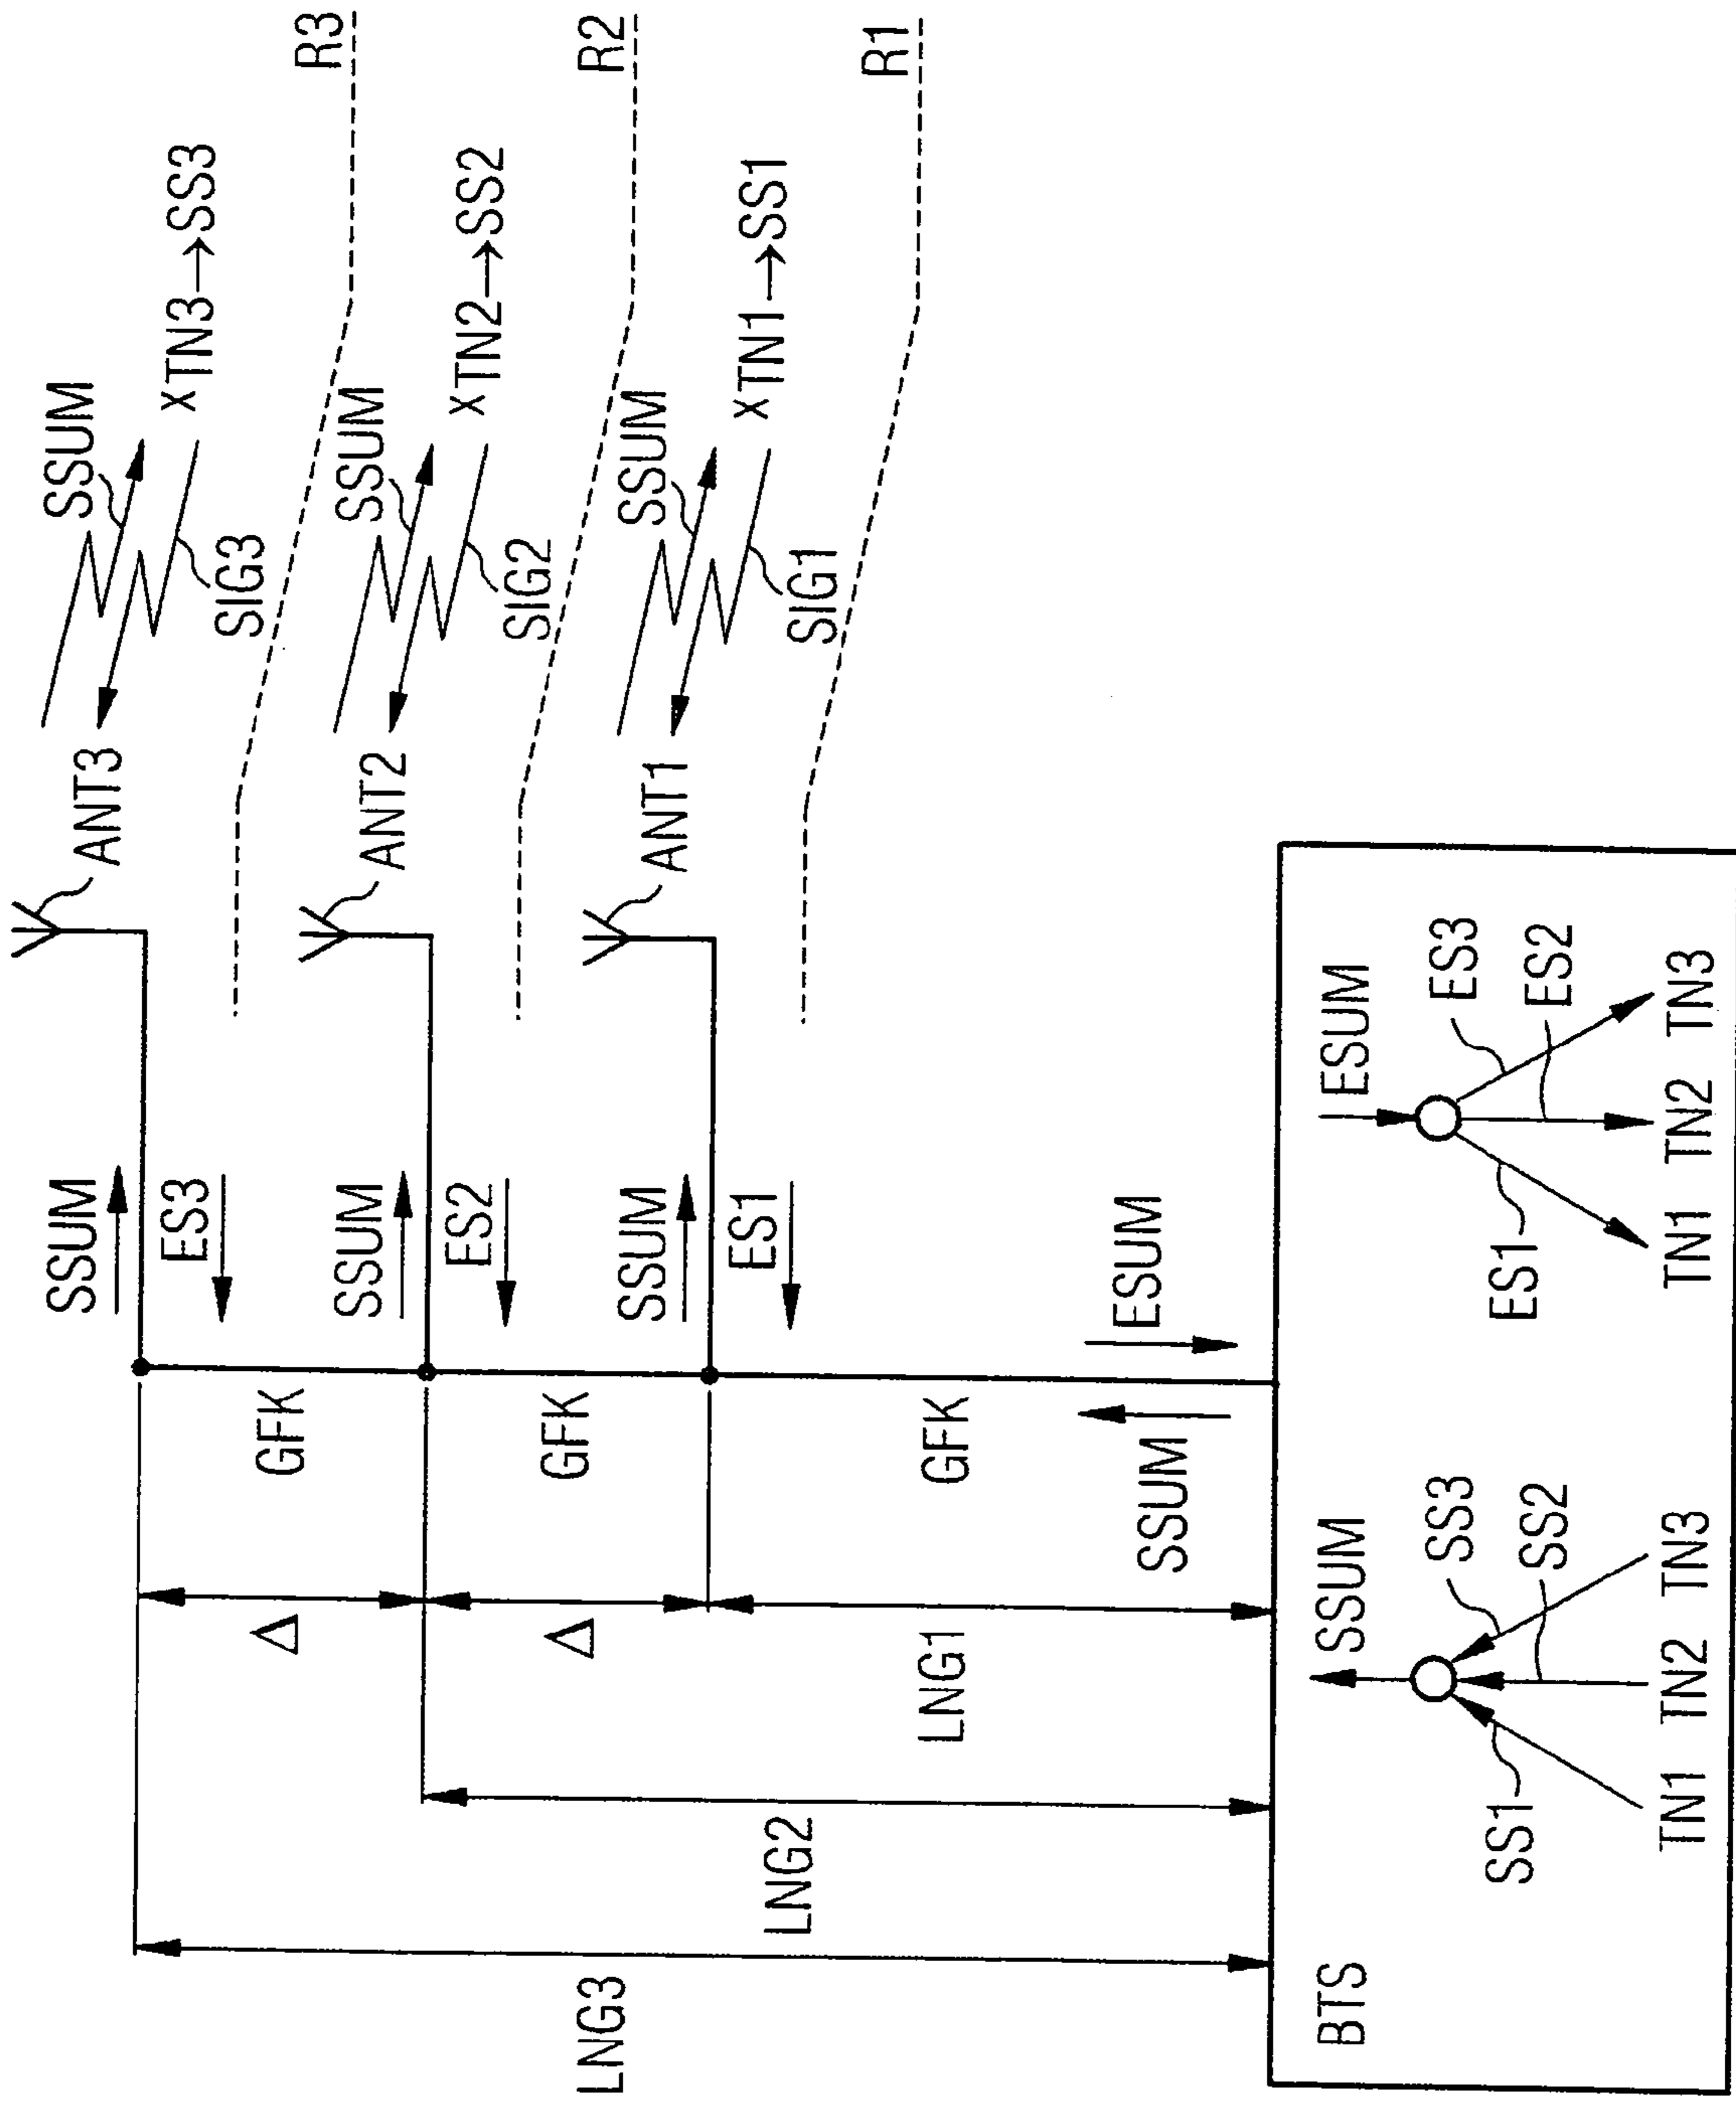 SSUM
ANT3
SSUM
XTN3→SS3
ES3
SIG3
R3
GFK
Δ
SSUM
ANT2
SSUM
XTN2→SS2
ES2
SIG2
R2
GFK
Δ
SSUM
ANT1
SSUM
XTN1→SS1
ES1
SIG1
R1
LNG3
LNG2
LNG1
GFK
SSUM
ESUM
BTS
SSUM
SS3
SS1
SS2
TN1 TN2 TN3
ESUM
ES3
ES1
ES2
TN1 TN2 TN3